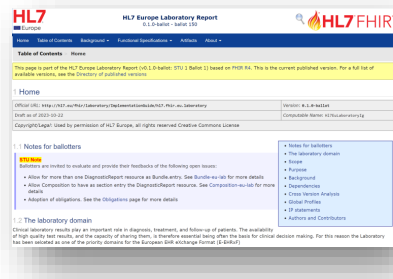 HL7
Europe
HL7 Europe Laboratory Report
0.1.0-ballot - ballot 150
HL7 FHIR
Home Table of Contents Background Functional Specifications Artifacts About
Table of Contents Home
This page is part of the HL7 Europe Laboratory Report (v0.1.0-ballot: STU 1 Ballot 1) based on FHIR R4. This is the current published version. For a full list of
available versions, see the Directory of published versions
1 Home
Official URL: http://hl7.eu/fhir/laboratory/ImplementationGuide/hl7.fhir.eu.laboratory Version: 0.1.0-ballot
Draft as of 2023-10-22 Computable Name: Hl7EuLaboratoryIg
Copyright/Legal: Used by permission of HL7 Europe, all rights reserved Creative Commons License
1.1 Notes for ballotters
STU Note
Ballotters are invited to evaluate and provide their feedbacks of the following open issues:
• Allow for more than one DiagnosticReport resource as Bundle.entry. See Bundle-eu-lab for more
details
• Allow Composition to have as section entry the DiagnosticReport resource. See Composition-eu-lab for more
details
• Adoption of obligations. See the Obligations page for more details
• Notes for ballotters
• The laboratory domain
• Scope
• Purpose
• Background
• Dependencies
• Cross Version Analysis
• Global Profiles
• IP statements
• Authors and Contributors
1.2 The laboratory domain
Clinical laboratory results play an important role in diagnosis, treatment, and follow-up of patients. The availability
of high quality test results, and the capacity of sharing them, is therefore essential being often the basis for clinical decision making. For this reason the Laboratory
has been selected as one of the priority domains for the European EHR eXchange Format (E-EHRxF)